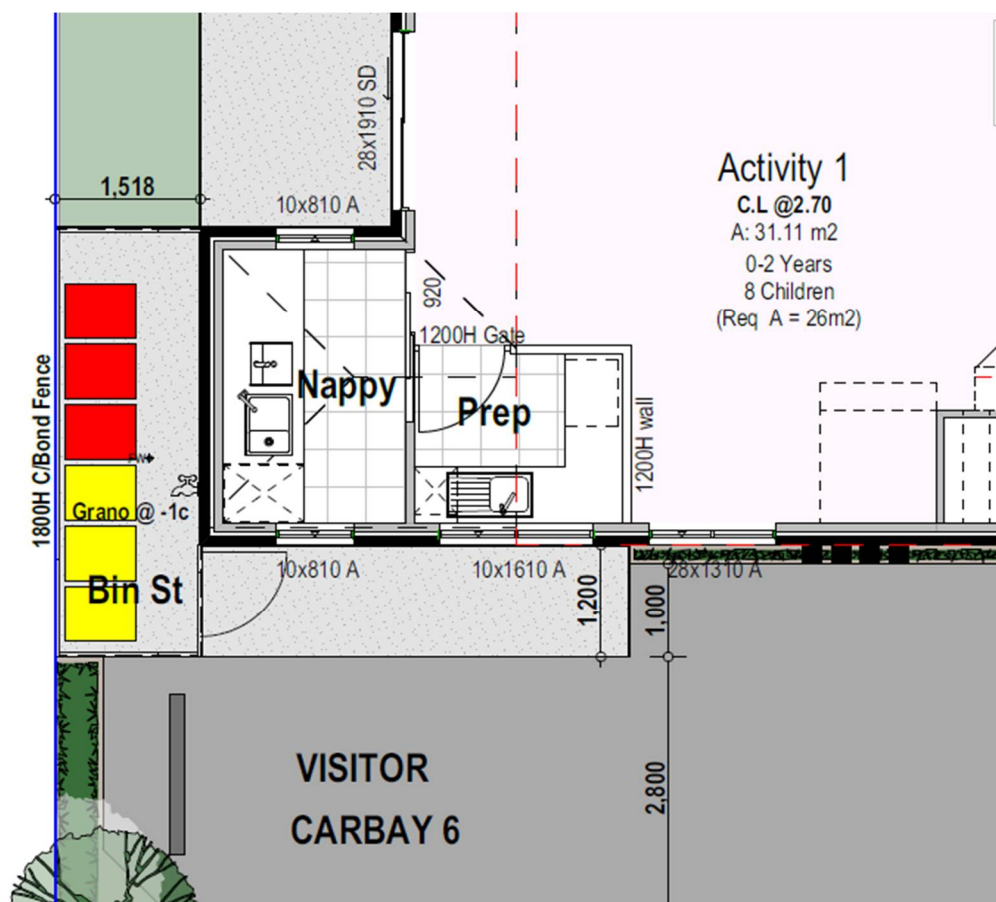 28x1910 SD
1,518
10x810 A
Activity 1
C.L @2.70
A: 31.11 m2
0-2 Years
8 Children
(Req A = 26m2)
920
1200H Gate
Nappy
Prep
1200H wall
1800H C/Bond Fence
Grano @ -1c
Bin St
10x810 A
10x1610 A
28x1310 A
1,200
1,000
VISITOR
CARBAY 6
2,800